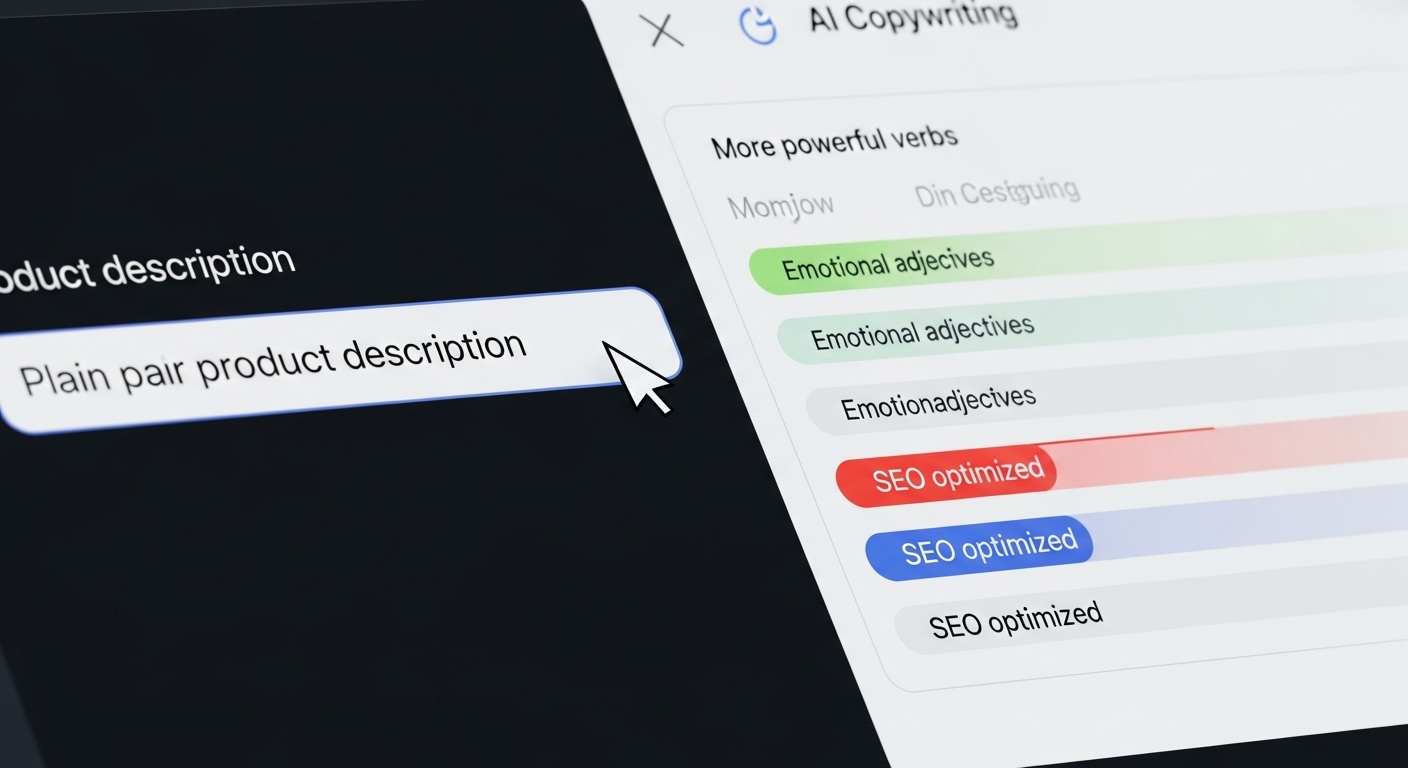 AI Copywriting
More powerful verbs
Momjow Din Cestguing
oduct description
Plain pair product description
Emotional adjecives
Emotional adjectives
Emotionadjectives
SEO optimized
SEO optimized
SEO optimized